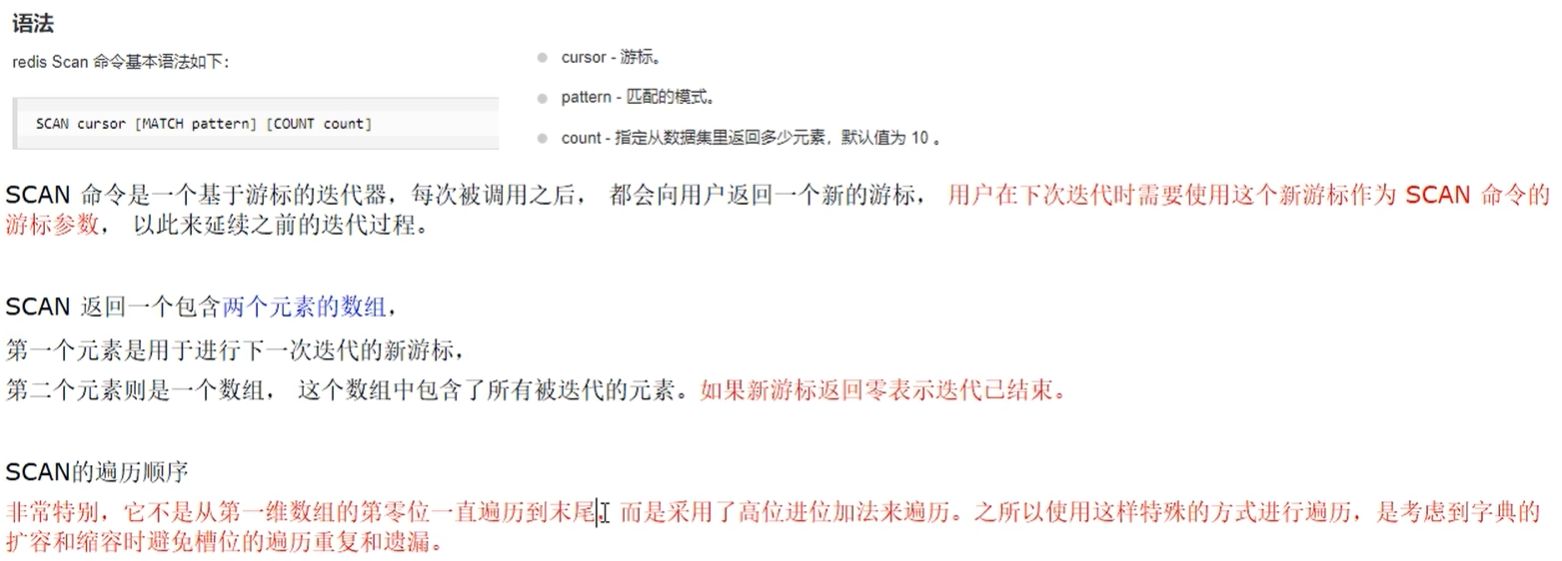 语法
redis Scan 命令基本语法如下：
SCAN cursor [MATCH pattern] [COUNT count]
cursor - 游标。
pattern - 匹配的模式。
count - 指定从数据集里返回多少元素，默认值为 10 。
SCAN 命令是一个基于游标的迭代器，每次被调用之后， 都会向用户返回一个新的游标， 用户在下次迭代时需要使用这个新游标作为 SCAN 命令的
游标参数， 以此来延续之前的迭代过程。
SCAN 返回一个包含两个元素的数组，
第一个元素是用于进行下一次迭代的新游标，
第二个元素则是一个数组， 这个数组中包含了所有被迭代的元素。如果新游标返回零表示迭代已结束。
SCAN的遍历顺序
非常特别，它不是从第一维数组的第零位一直遍历到末尾，而是采用了高位进位加法来遍历。之所以使用这样特殊的方式进行遍历，是考虑到字典的
扩容和缩容时避免槽位的遍历重复和遗漏。